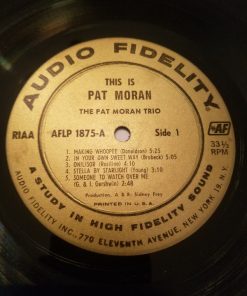 AUDIO FIDELITY
THIS IS
PAT MORAN
THE PAT MORAN TRIO
RIAA AFLP 1875-A Side 1 33⅓ RPM
AF
1. MAKING WHOOPEE (Donaldson) 5:25
2. IN YOUR OWN SWEET WAY (Brubeck) 5:05
3. ONILISOR (Rosilino) 4:10
4. STELLA BY STARLIGHT (Young) 5:50
5. SOMEONE TO WATCH OVER ME
(G. & I. Gershwin) 2:48
Production, A & R: Sidney Frey
PRINTED IN U.S.A.
A STUDY IN HIGH FIDELITY SOUND
AUDIO FIDELITY INC., 770 ELEVENTH AVENUE, NEW YORK 19, N.Y.